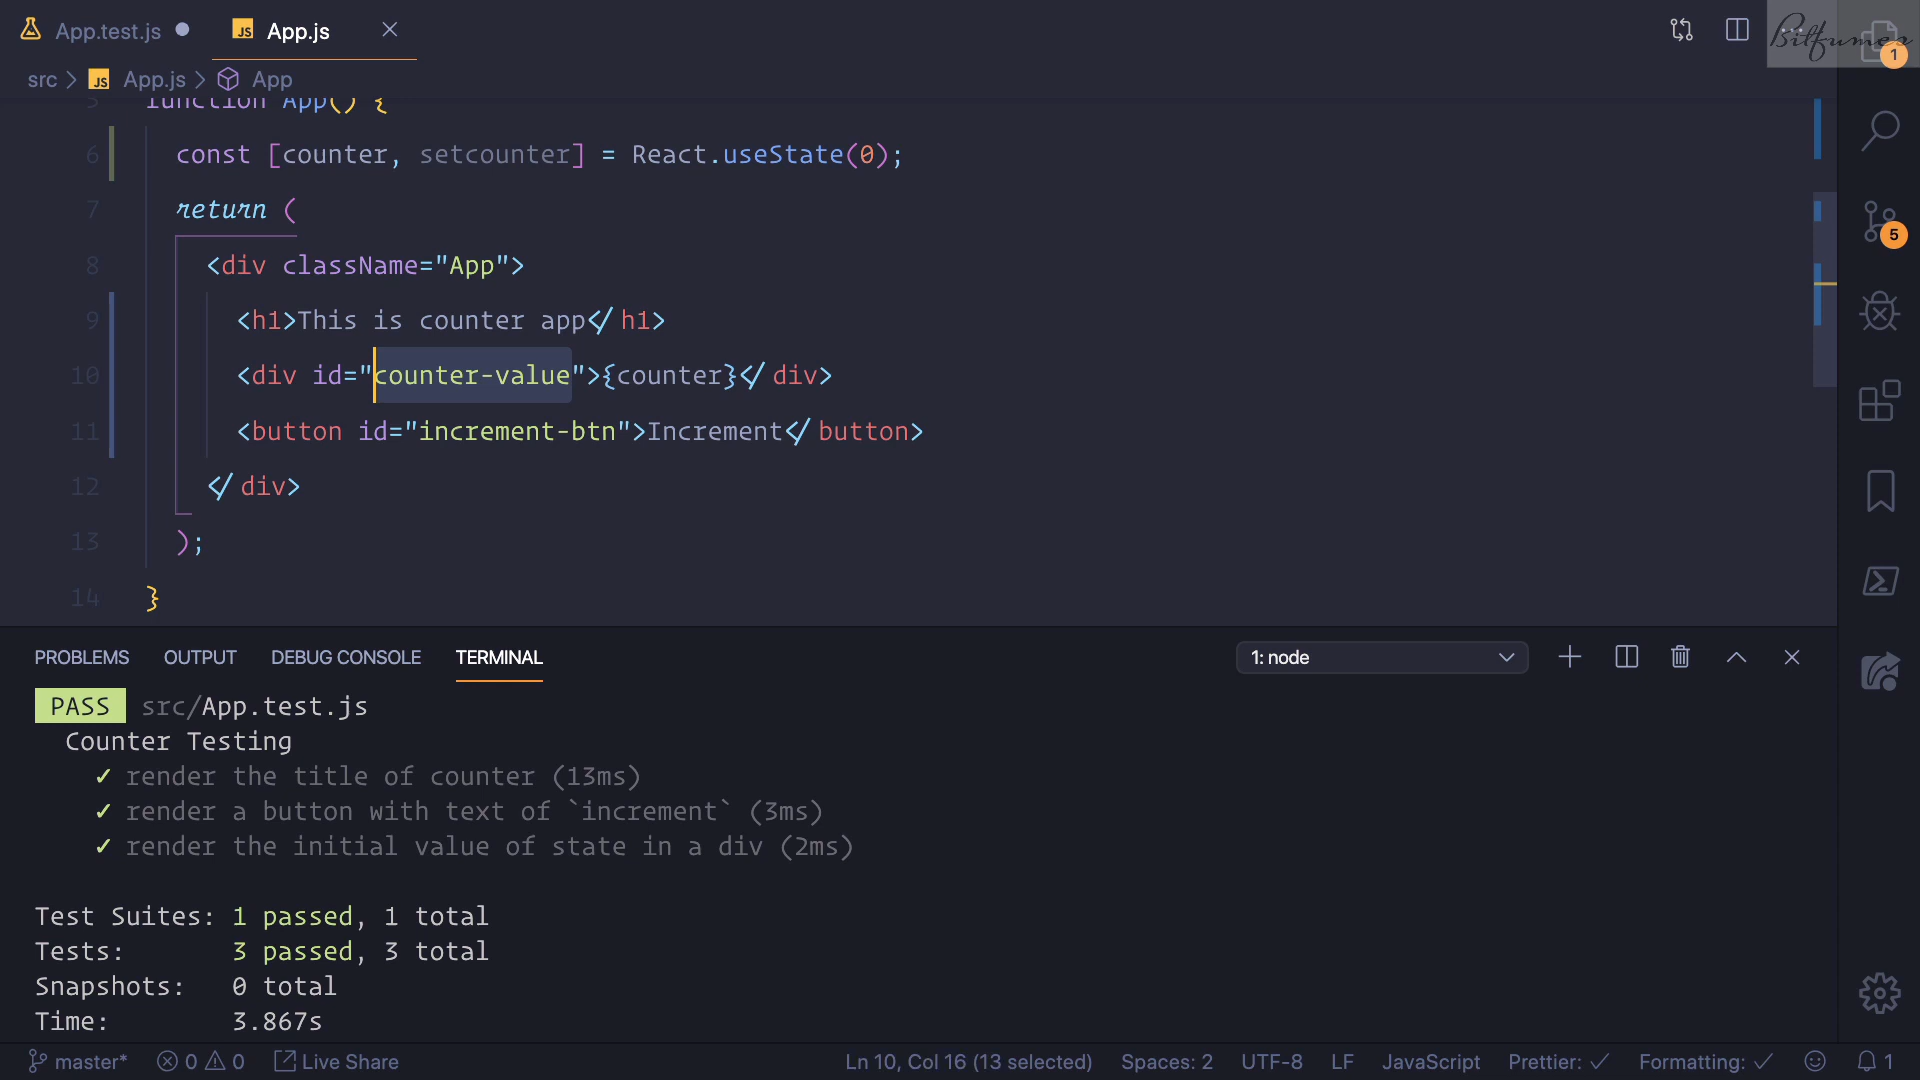 App.test.js
JS App.js
Bitfumes
1
src > JS App.js > App
5 function App() {
6 const [counter, setcounter] = React.useState(0);
7 return (
8 <div className="App">
9 <h1>This is counter app</h1>
10 <div id="counter-value">{counter}</div>
11 <button id="increment-btn">Increment</button>
12 </div>
13 );
14 }
5
PROBLEMS OUTPUT DEBUG CONSOLE TERMINAL 1: node
PASS src/App.test.js
Counter Testing
✓ render the title of counter (13ms)
✓ render a button with text of `increment` (3ms)
✓ render the initial value of state in a div (2ms)
Test Suites: 1 passed, 1 total
Tests: 3 passed, 3 total
Snapshots: 0 total
Time: 3.867s
master* 0 0 Live Share Ln 10, Col 16 (13 selected) Spaces: 2 UTF-8 LF JavaScript Prettier: ✓ Formatting: ✓ 1